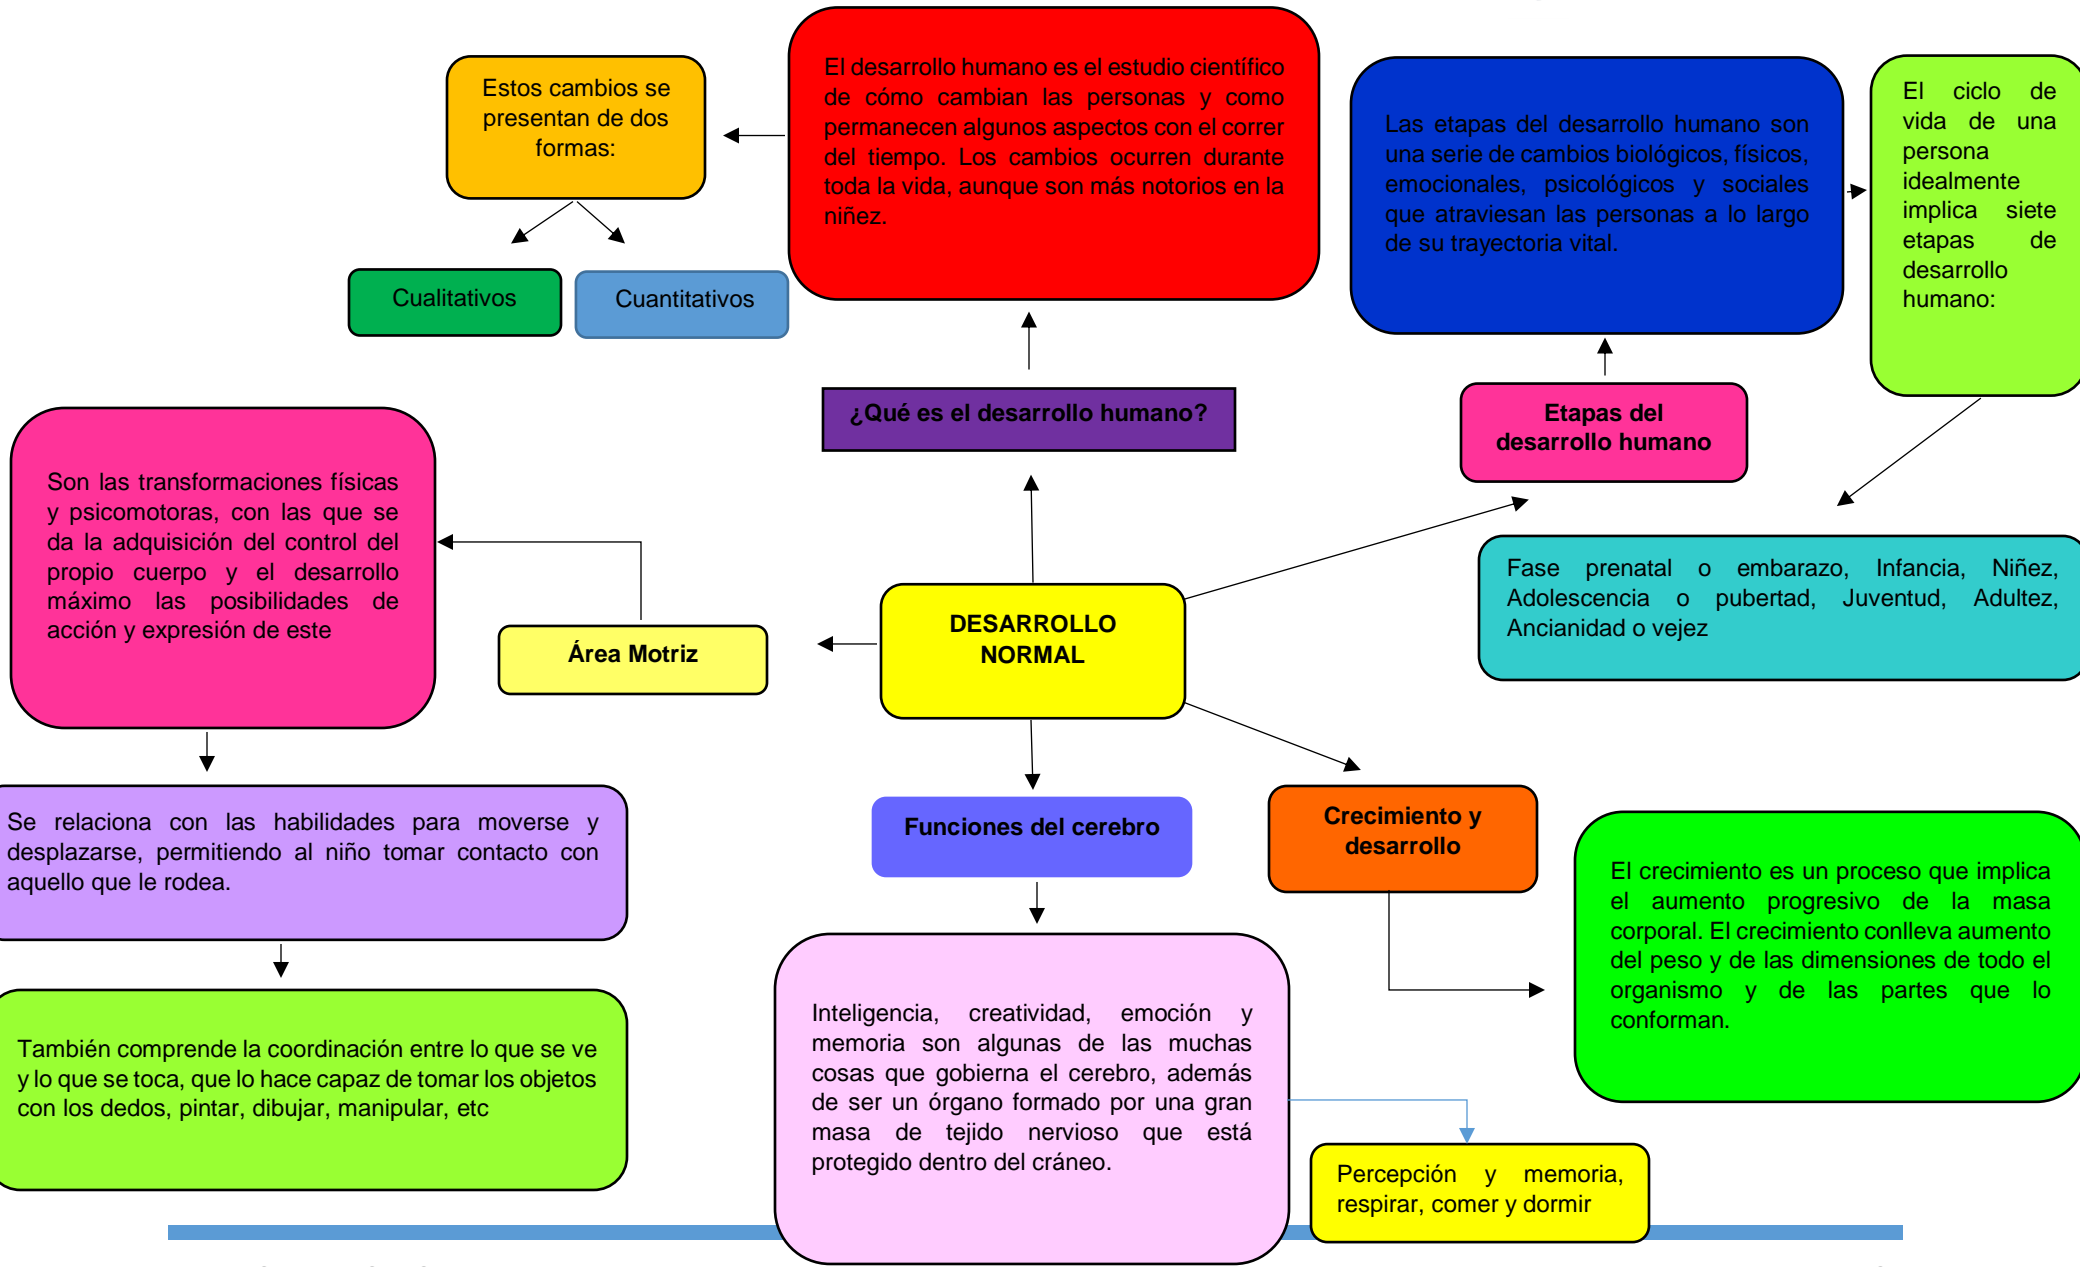 Estos cambios se
presentan de dos
formas:
Cualitativos
Cuantitativos
El desarrollo humano es el estudio científico
de cómo cambian las personas y como
permanecen algunos aspectos con el correr
del tiempo. Los cambios ocurren durante
toda la vida, aunque son más notorios en la
niñez.
Las etapas del desarrollo humano son
una serie de cambios biológicos, físicos,
emocionales, psicológicos y sociales
que atraviesan las personas a lo largo
de su trayectoria vital.
El ciclo de
vida de una
persona
idealmente
implica siete
etapas de
desarrollo
humano:
¿Qué es el desarrollo humano?
Etapas del
desarrollo humano
Son las transformaciones físicas
y psicomotoras, con las que se
da la adquisición del control del
propio cuerpo y el desarrollo
máximo las posibilidades de
acción y expresión de este
Área Motriz
DESARROLLO
NORMAL
Fase prenatal o embarazo, Infancia, Niñez,
Adolescencia o pubertad, Juventud, Adultez,
Ancianidad o vejez
Se relaciona con las habilidades para moverse y
desplazarse, permitiendo al niño tomar contacto con
aquello que le rodea.
Funciones del cerebro
Crecimiento y
desarrollo
El crecimiento es un proceso que implica
el aumento progresivo de la masa
corporal. El crecimiento conlleva aumento
del peso y de las dimensiones de todo el
organismo y de las partes que lo
conforman.
También comprende la coordinación entre lo que se ve
y lo que se toca, que lo hace capaz de tomar los objetos
con los dedos, pintar, dibujar, manipular, etc
Inteligencia, creatividad, emoción y
memoria son algunas de las muchas
cosas que gobierna el cerebro, además
de ser un órgano formado por una gran
masa de tejido nervioso que está
protegido dentro del cráneo.
Percepción y memoria,
respirar, comer y dormir